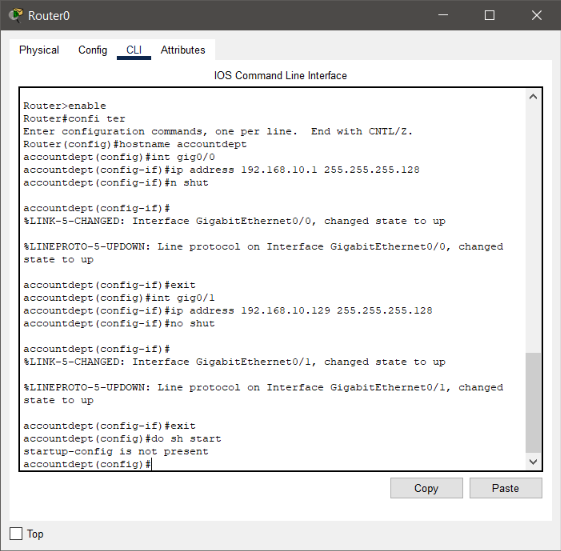 Router0
Physical Config CLI Attributes
IOS Command Line Interface
Router>enable
Router#confi ter
Enter configuration commands, one per line.  End with CNTL/Z.
Router(config)#hostname accountdept
accountdept(config)#int gig0/0
accountdept(config-if)#ip address 192.168.10.1 255.255.255.128
accountdept(config-if)#n shut
accountdept(config-if)#
%LINK-5-CHANGED: Interface GigabitEthernet0/0, changed state to up
%LINEPROTO-5-UPDOWN: Line protocol on Interface GigabitEthernet0/0, changed
state to up
accountdept(config-if)#exit
accountdept(config)#int gig0/1
accountdept(config-if)#ip address 192.168.10.129 255.255.255.128
accountdept(config-if)#no shut
accountdept(config-if)#
%LINK-5-CHANGED: Interface GigabitEthernet0/1, changed state to up
%LINEPROTO-5-UPDOWN: Line protocol on Interface GigabitEthernet0/1, changed
state to up
accountdept(config-if)#exit
accountdept(config)#do sh start
startup-config is not present
accountdept(config)#
Copy Paste
Top